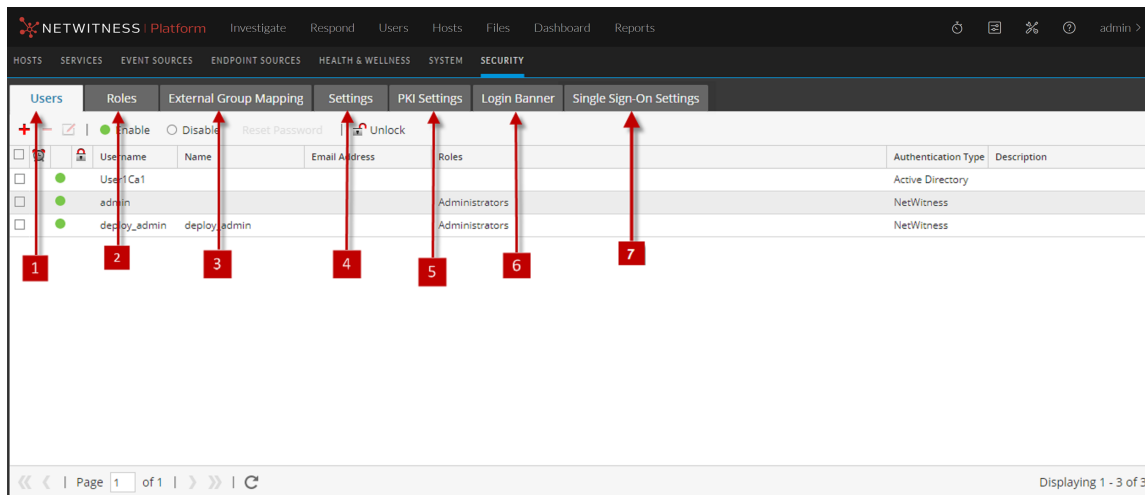 NETWITNESS | Platform Investigate Respond Users Hosts Files Dashboard Reports admin >
HOSTS SERVICES EVENT SOURCES ENDPOINT SOURCES HEALTH & WELLNESS SYSTEM SECURITY
Users Roles External Group Mapping Settings PKI Settings Login Banner Single Sign-On Settings
Enable Disable Reset Password Unlock
Username Name Email Address Roles Authentication Type Description
User1Ca1 Active Directory
admin Administrators NetWitness
deploy_admin deploy_admin Administrators NetWitness
1 2 3 4 5 6 7
Page 1 of 1 Displaying 1 - 3 of 3